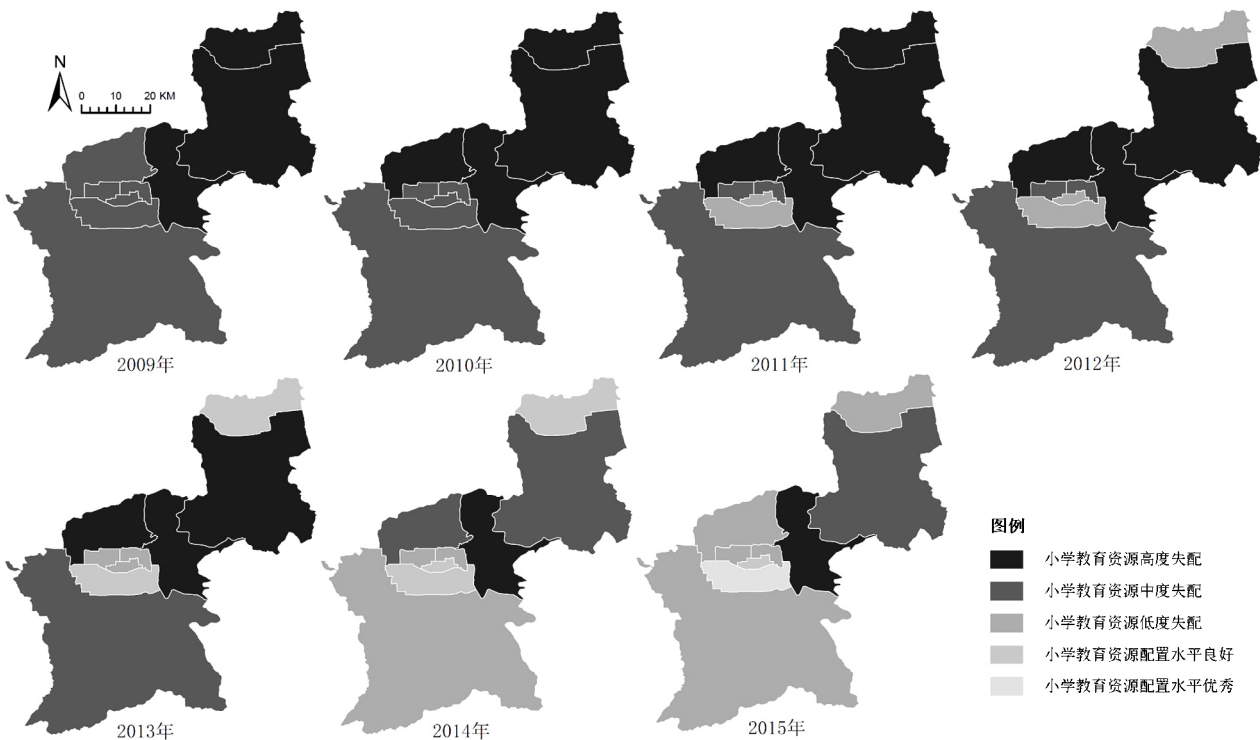 N
0 10 20 KM
2009年
2010年
2011年
2012年
2013年
2014年
2015年
图例
小学教育资源高度失配
小学教育资源中度失配
小学教育资源低度失配
小学教育资源配置水平良好
小学教育资源配置水平优秀